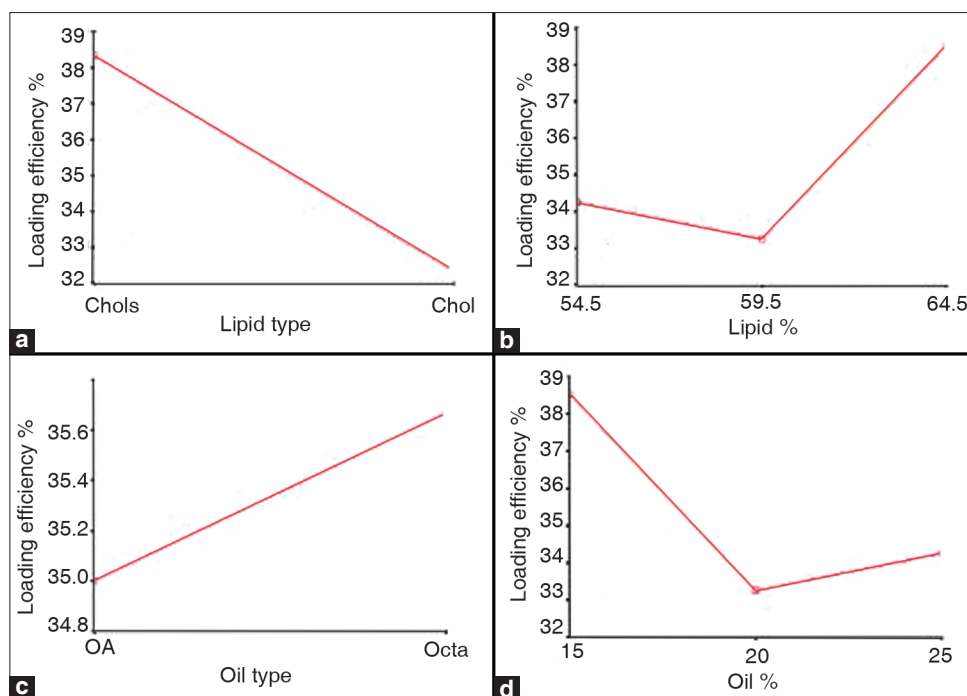 39
38
37
36
35
34
33
32
Loading efficiency %
Chols
Chol
Lipid type
a
39
38
36
35
34
33
32
Loading efficiency %
54.5
59.5
64.5
Lipid %
b
35.6
35.4
35.2
35.0
34.8
Loading efficiency %
OA
Octa
Oil type
c
39
38
36
35
34
33
32
Loading efficiency %
15
20
25
Oil %
d